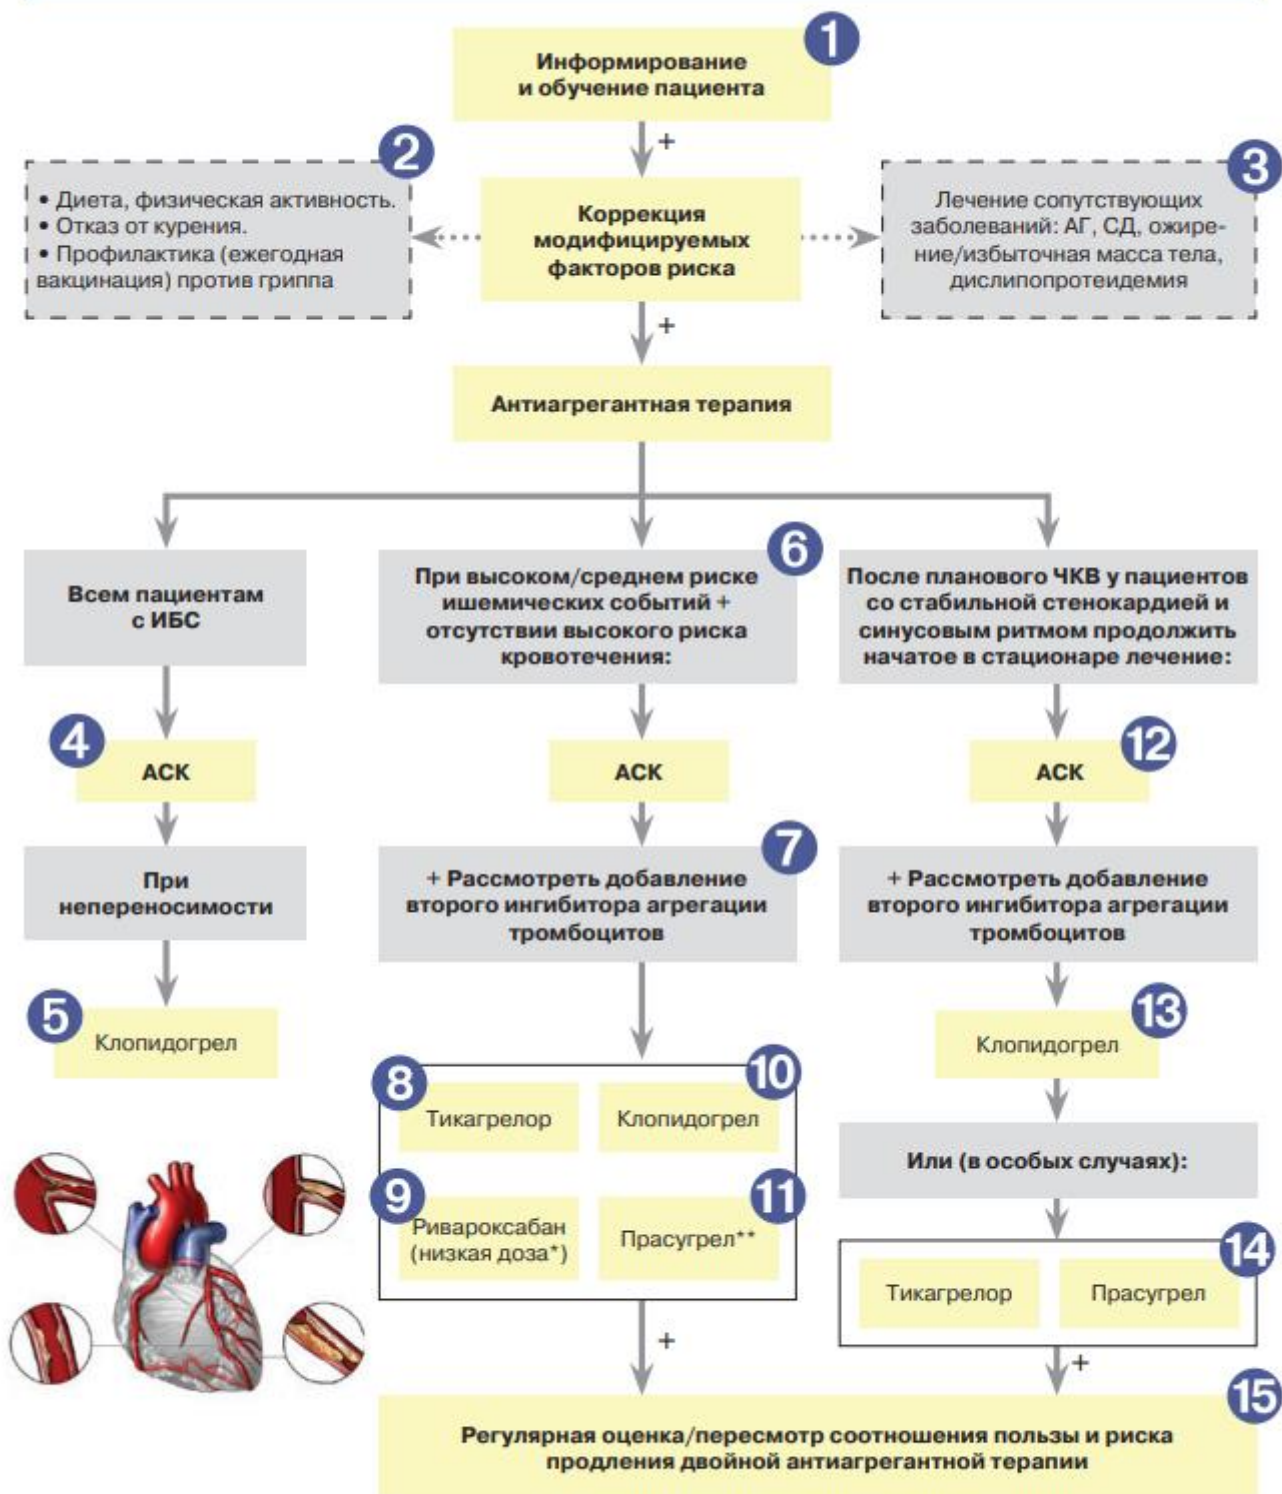 1
Информирование
и обучение пациента
+
2
• Диета, физическая активность.
• Отказ от курения.
• Профилактика (ежегодная
вакцинация) против гриппа
Коррекция
модифицируемых
факторов риска
3
Лечение сопутствующих
заболеваний: АГ, СД, ожире-
ние/избыточная масса тела,
дислипопротеидемия
+
Антиагрегантная терапия
Всем пациентам
с ИБС
4
АСК
При
непереносимости
5
Клопидогрел
6
При высоком/среднем риске
ишемических событий +
отсутствии высокого риска
кровотечения:
АСК
7
+ Рассмотреть добавление
второго ингибитора агрегации
тромбоцитов
8
Тикагрелор
10
Клопидогрел
9
Ривароксабан
(низкая доза*)
11
Прасугрел**
+
После планового ЧКВ у пациентов
со стабильной стенокардией и
синусовым ритмом продолжить
начатое в стационаре лечение:
12
АСК
+ Рассмотреть добавление
второго ингибитора агрегации
тромбоцитов
13
Клопидогрел
Или (в особых случаях):
14
Тикагрелор
Прасугрел
+
15
Регулярная оценка/пересмотр соотношения пользы и риска
продления двойной антиагрегантной терапии